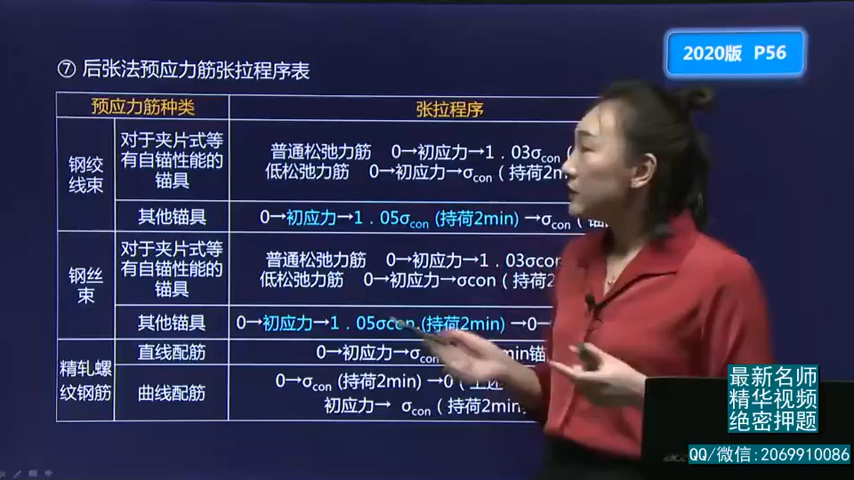 2020版 P56
⑦ 后张法预应力筋张拉程序表
预应力筋种类
张拉程序
钢绞
线束
对于夹片式等
有自锚性能的
锚具
普通松弛力筋 0→初应力→1．03σcon
低松弛力筋 0→初应力→σcon（持荷2m
其他锚具
0→初应力→1．05σcon (持荷2min) →σcon（锚
钢丝
束
对于夹片式等
有自锚性能的
锚具
普通松弛力筋 0→初应力→1．03σcon
低松弛力筋 0→初应力→σcon（持荷2min
其他锚具
0→初应力→1．05σcon (持荷2min) →0→
精轧螺
纹钢筋
直线配筋
0→初应力→σcon min锚
曲线配筋
0→σcon (持荷2min) →0（上述
初应力→ σcon（持荷2min
最新名师
精华视频
绝密押题
QQ/微信:2069910086